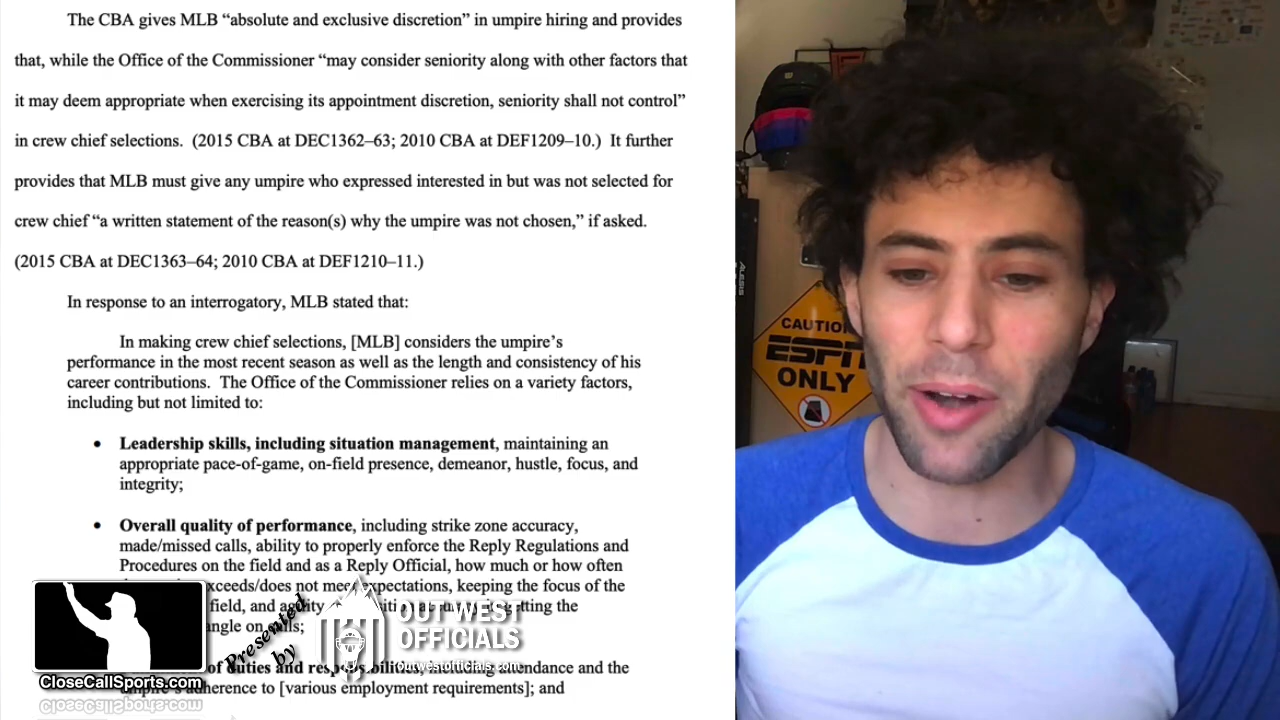 The CBA gives MLB “absolute and exclusive discretion” in umpire hiring and provides
that, while the Office of the Commissioner “may consider seniority along with other factors that
it may deem appropriate when exercising its appointment discretion, seniority shall not control”
in crew chief selections. (2015 CBA at DEC1362–63; 2010 CBA at DEF1209–10.) It further
provides that MLB must give any umpire who expressed interested in but was not selected for
crew chief “a written statement of the reason(s) why the umpire was not chosen,” if asked.
(2015 CBA at DEC1363–64; 2010 CBA at DEF1210–11.)
In response to an interrogatory, MLB stated that:
In making crew chief selections, [MLB] considers the umpire’s
performance in the most recent season as well as the length and consistency of his
career contributions. The Office of the Commissioner relies on a variety factors,
including but not limited to:
• Leadership skills, including situation management, maintaining an
appropriate pace-of-game, on-field presence, demeanor, hustle, focus, and
integrity;
• Overall quality of performance, including strike zone accuracy,
made/missed calls, ability to properly enforce the Reply Regulations and
Procedures on the field and as a Reply Official, how much or how often
exceeds/does not meet expectations, keeping the focus of the
field, and agility
angle on calls;
of duties and responsibilities, attendance and the
adherence to [various employment requirements]; and
CloseCallSports.com
Presented
by
OUT WEST
OFFICIALS
outwestofficials.com
ALESIS
CAUTION
ESPN
ONLY